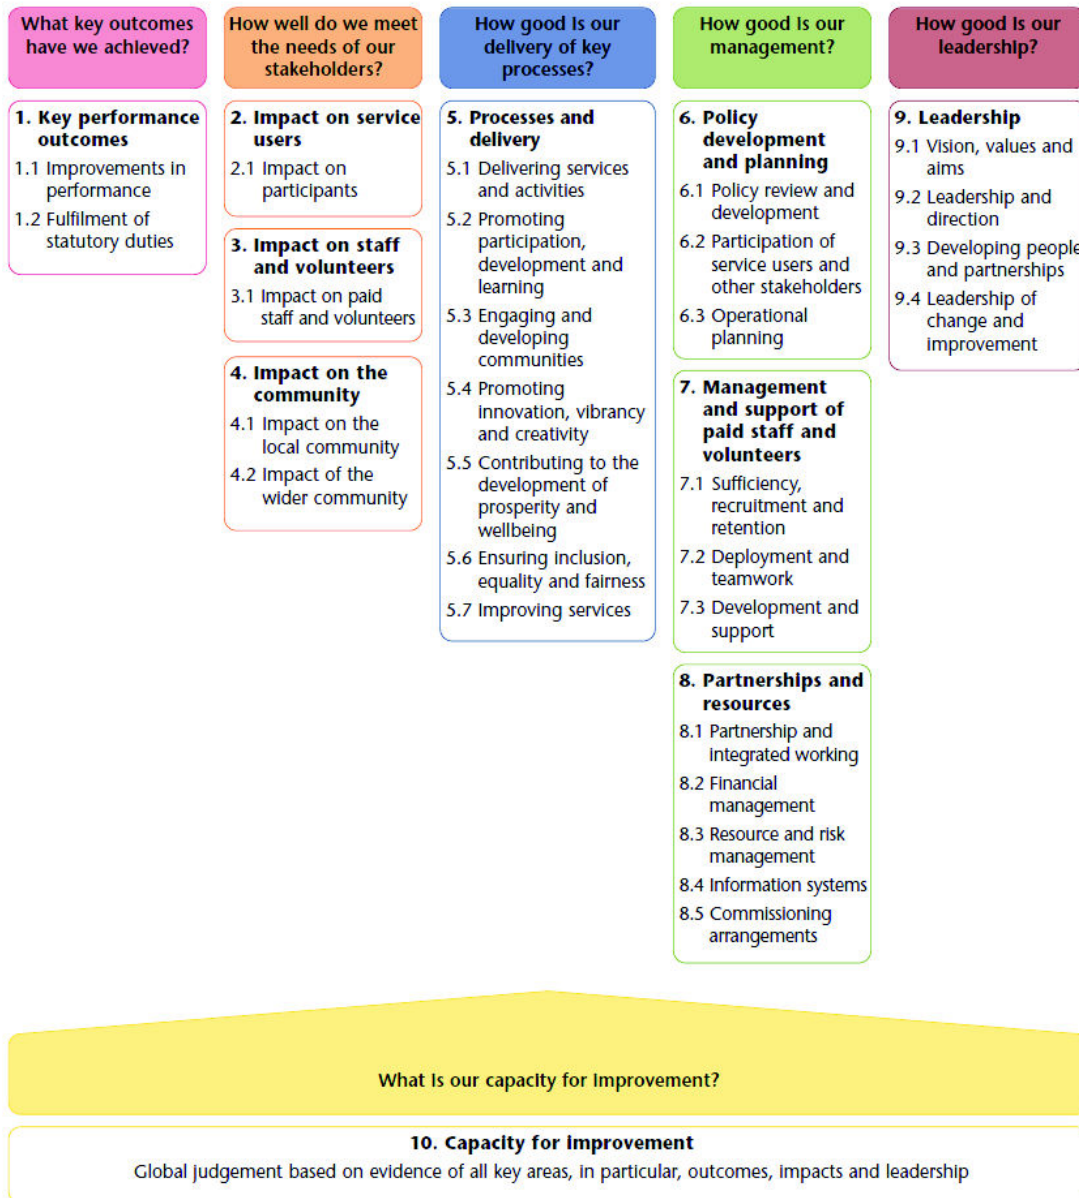 What key outcomes
have we achieved?
How well do we meet
the needs of our
stakeholders?
How good is our
delivery of key
processes?
How good is our
management?
How good is our
leadership?
1. Key performance
outcomes
1.1 Improvements in
performance
1.2 Fulfilment of
statutory duties
2. Impact on service
users
2.1 Impact on
participants
3. Impact on staff
and volunteers
3.1 Impact on paid
staff and volunteers
4. Impact on the
community
4.1 Impact on the
local community
4.2 Impact of the
wider community
5. Processes and
delivery
5.1 Delivering services
and activities
5.2 Promoting
participation,
development and
learning
5.3 Engaging and
developing
communities
5.4 Promoting
innovation, vibrancy
and creativity
5.5 Contributing to the
development of
prosperity and
wellbeing
5.6 Ensuring inclusion,
equality and fairness
5.7 Improving services
6. Policy
development
and planning
6.1 Policy review and
development
6.2 Participation of
service users and
other stakeholders
6.3 Operational
planning
7. Management
and support of
paid staff and
volunteers
7.1 Sufficiency,
recruitment and
retention
7.2 Deployment and
teamwork
7.3 Development and
support
8. Partnerships and
resources
8.1 Partnership and
integrated working
8.2 Financial
management
8.3 Resource and risk
management
8.4 Information systems
8.5 Commissioning
arrangements
9. Leadership
9.1 Vision, values and
aims
9.2 Leadership and
direction
9.3 Developing people
and partnerships
9.4 Leadership of
change and
improvement
What is our capacity for improvement?
10. Capacity for improvement
Global judgement based on evidence of all key areas, in particular, outcomes, impacts and leadership